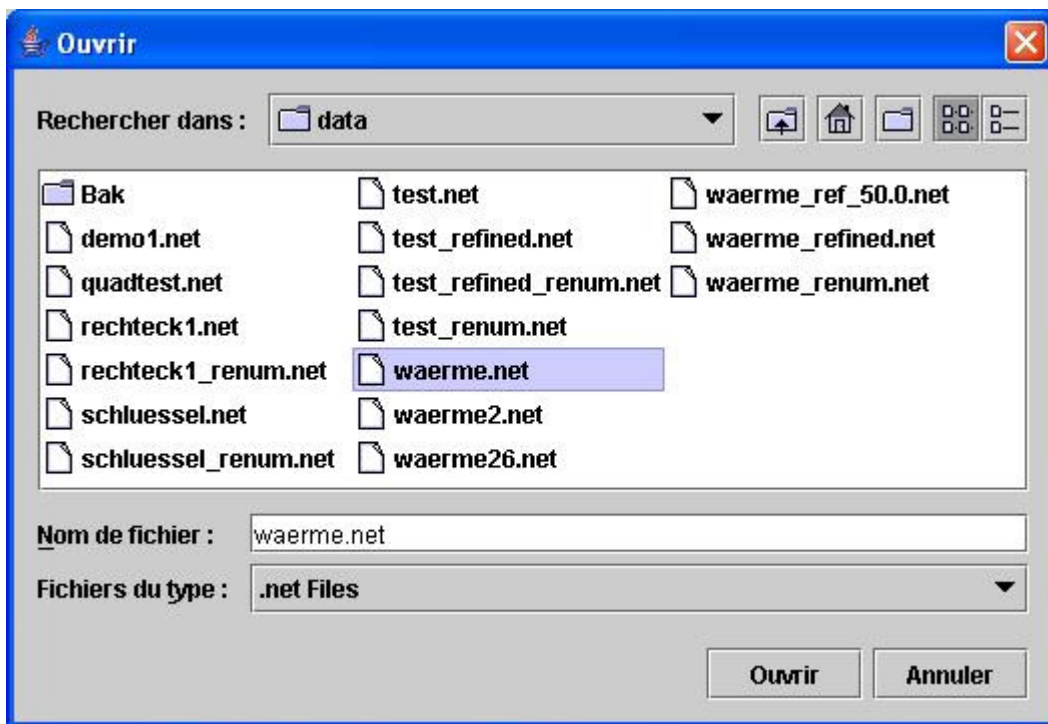 Ouvrir
Rechercher dans : data
Bak
demo1.net
quadtest.net
rechteck1.net
rechteck1_renum.net
schluessel.net
schluessel_renum.net
test.net
test_refined.net
test_refined_renum.net
test_renum.net
waerme.net
waerme2.net
waerme26.net
waerme_ref_50.0.net
waerme_refined.net
waerme_renum.net
Nom de fichier : waerme.net
Fichiers du type : .net Files
Ouvrir Annuler